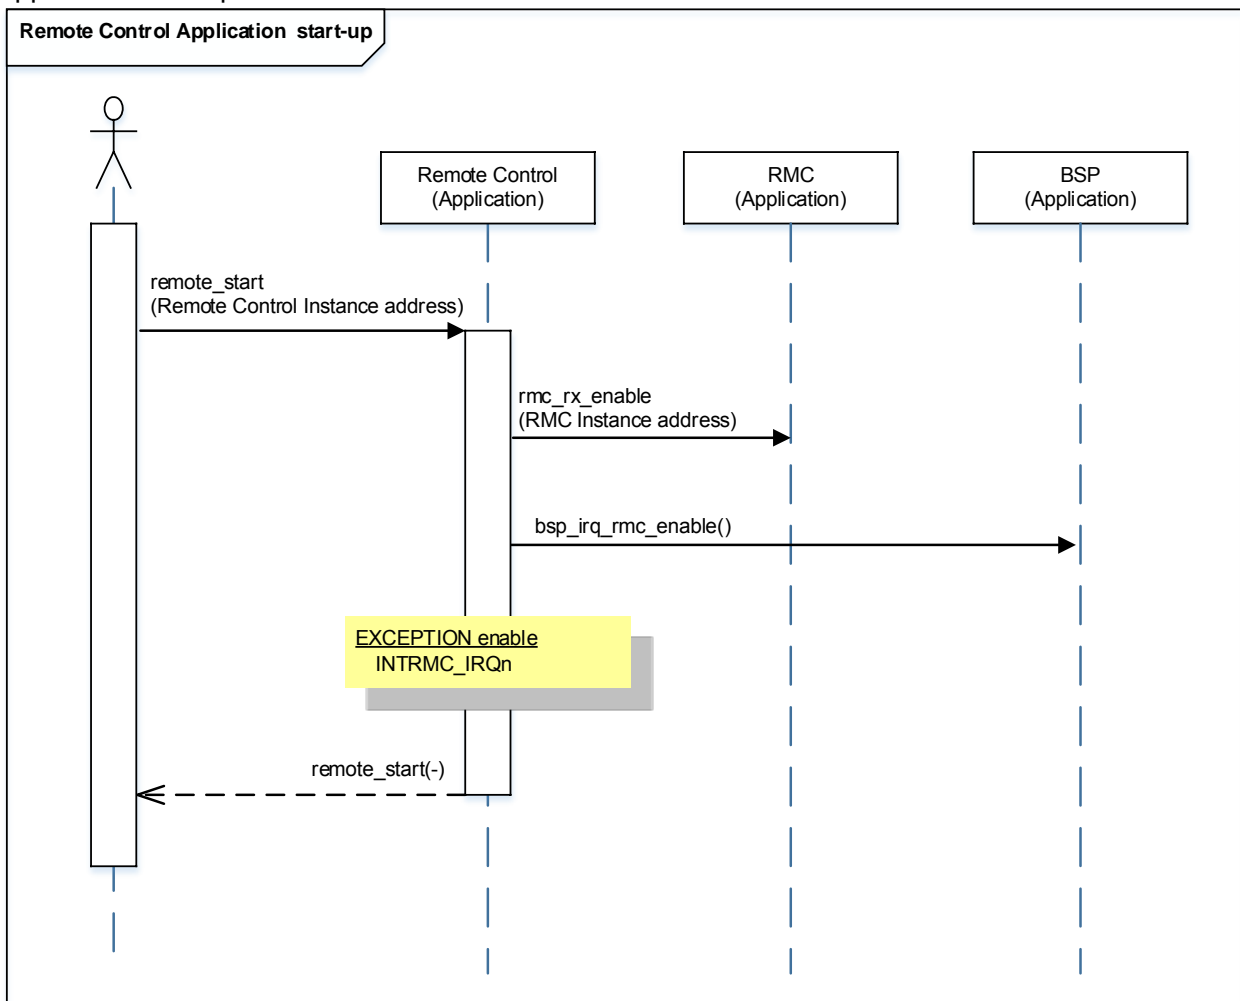 Remote Control Application start-up
Remote Control
(Application)
RMC
(Application)
BSP
(Application)
remote_start
(Remote Control Instance address)
rmc_rx_enable
(RMC Instance address)
bsp_irq_rmc_enable()
EXCEPTION enable
INTRMC_IRQn
remote_start(-)